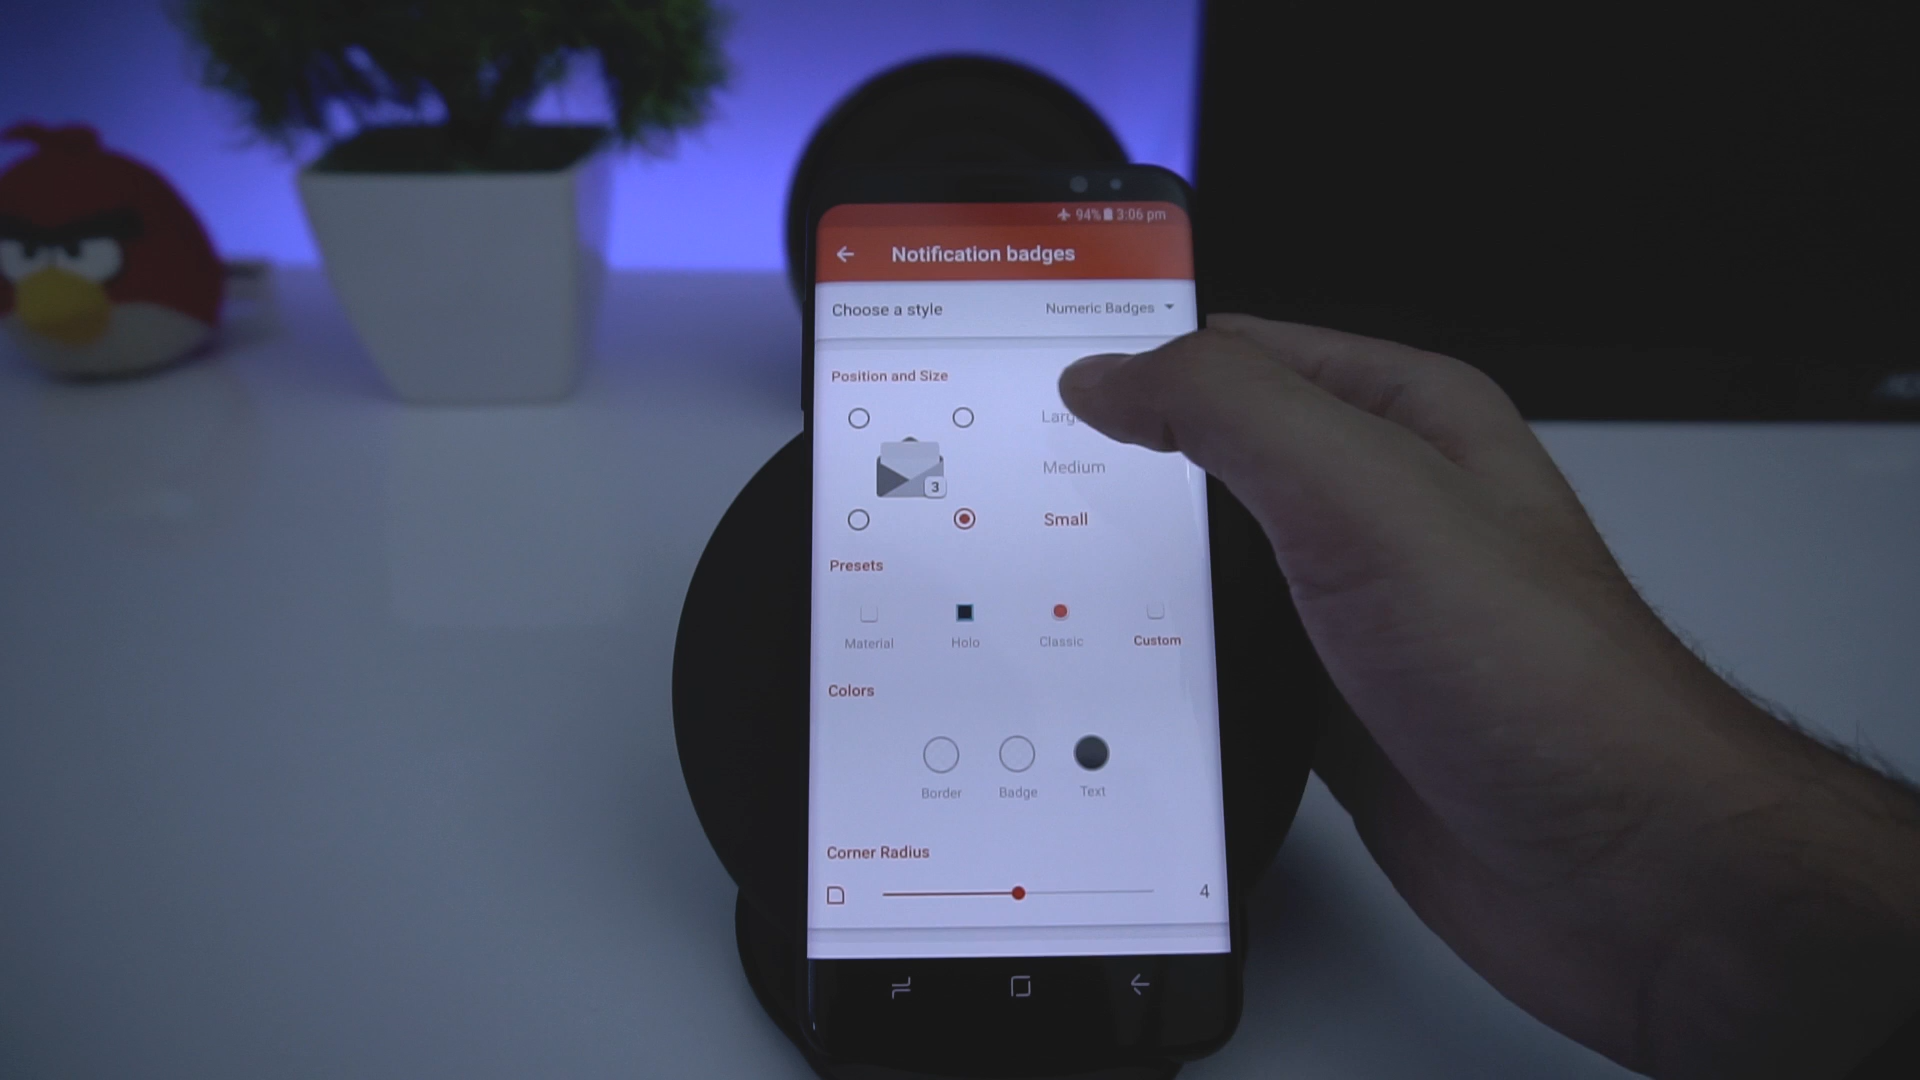 94% 3:06 pm
Notification badges
Choose a style Numeric Badges
Position and Size
Medium
3
Small
Presets
Material Holo Classic Custom
Colors
Border Badge Text
Corner Radius
4